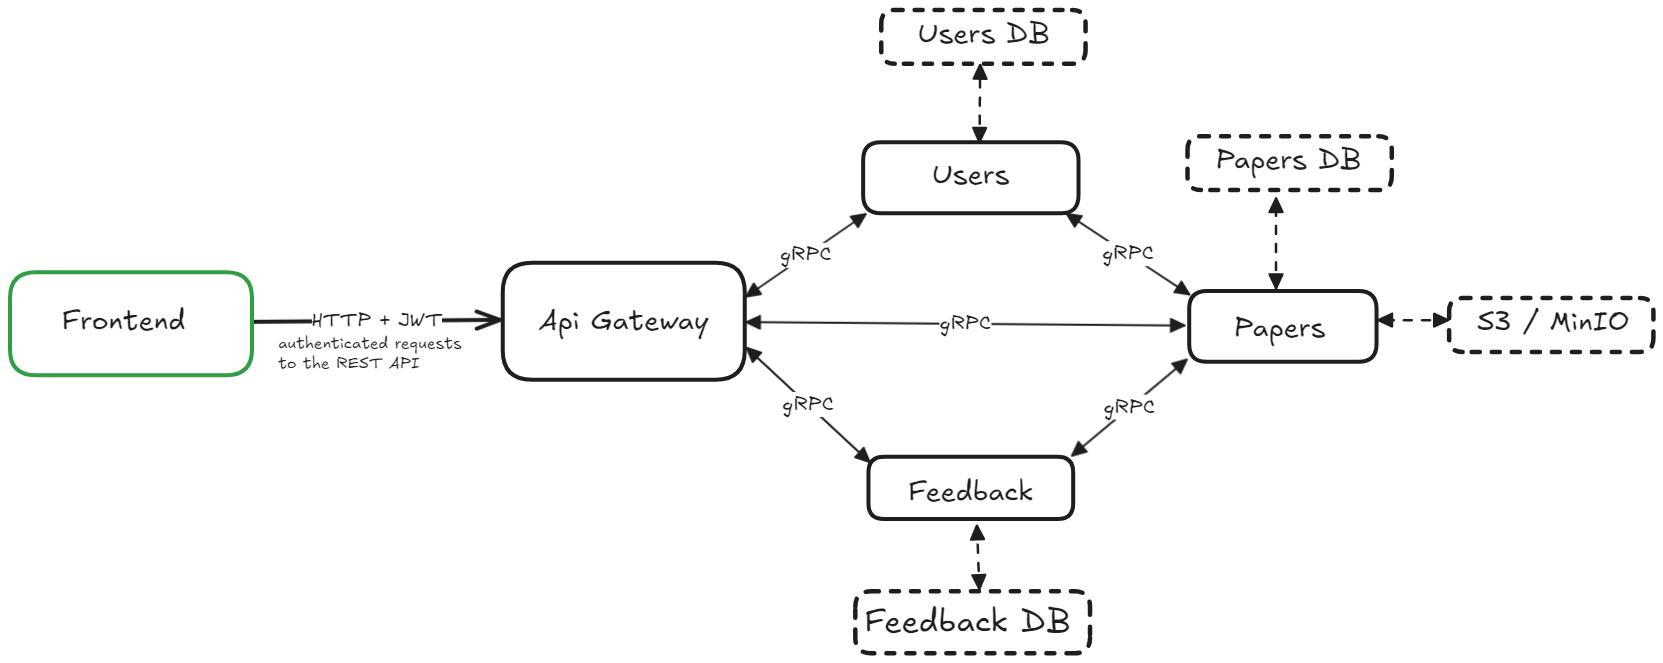 Users DB
Users
Papers DB
gRPC
gRPC
Frontend
HTTP + JWT
authenticated requests
to the REST API
Api Gateway
gRPC
Papers
S3 / MinIO
gRPC
gRPC
Feedback
Feedback DB